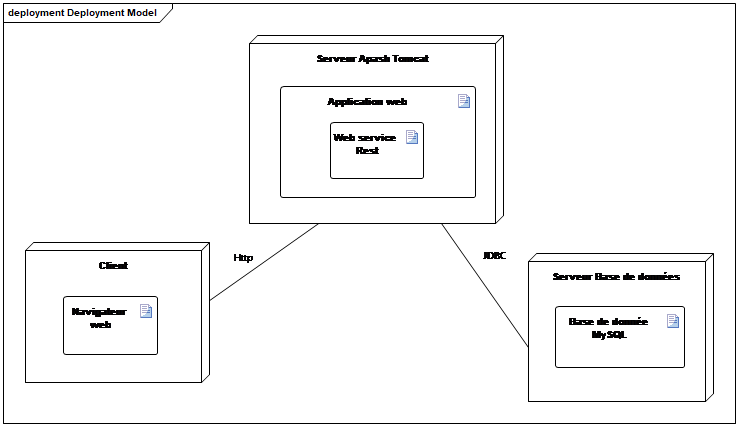 deployment Deployment Model
Serveur Apash Tomcat
Application web
Web service
Rest
Http
JDBC
Client
Navigateur
web
Serveur Base de données
Base de donnée
MySQL